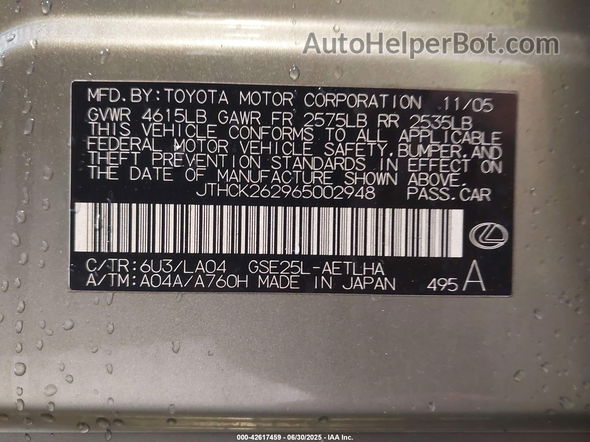 AutoHelperBot.com
MFD.BY:TOYOTA MOTOR CORPORATION 11/05
GVWR 4615LB GAWR FR 2575LB RR 2535LB
THIS VEHICLE CONFORMS TO ALL APPLICABLE
FEDERAL MOTOR VEHICLE SAFETY,BUMPER,AND
THEFT PREVENTION STANDARDS IN EFFECT ON
THE DATE OF MANUFACTURE SHOWN ABOVE.
JTHCK262965002948 PASS.CAR
C/TR:6U3/LA04 GSE25L-AETLHA
A/TM:A04A/A760H MADE IN JAPAN 495 A
000-42617459 - 06/30/2025 - IAA Inc.